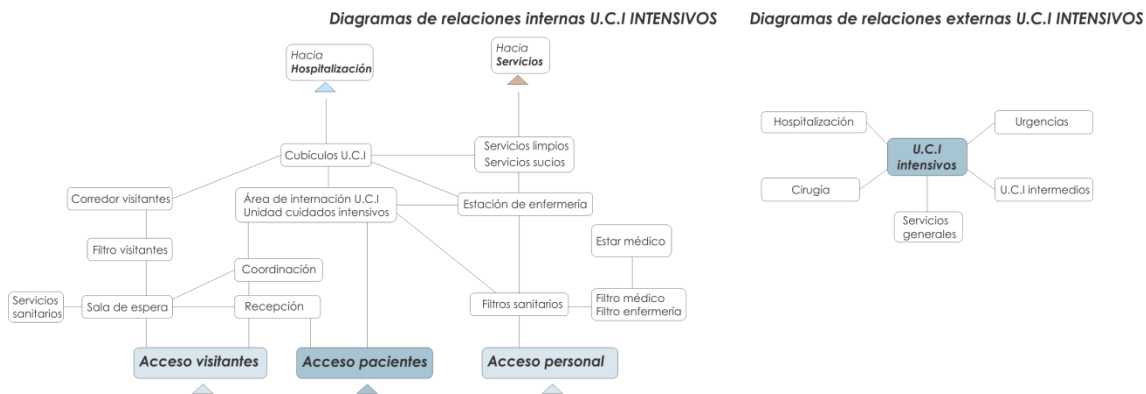 Diagramas de relaciones internas U.C.I INTENSIVOS
Hacia
Hospitalización
Hacia
Servicios
Servicios limpios
Servicios sucios
Cubículos U.C.I
Corredor visitantes
Área de internación U.C.I
Unidad cuidados intensivos
Estación de enfermería
Filtro visitantes
Estar médico
Coordinación
Servicios
sanitarios
Sala de espera
Recepción
Filtros sanitarios
Filtro médico
Filtro enfermería
Acceso visitantes
Acceso pacientes
Acceso personal
Diagramas de relaciones externas U.C.I INTENSIVOS
Hospitalización
Urgencias
U.C.I
intensivos
Cirugía
U.C.I intermedios
Servicios
generales